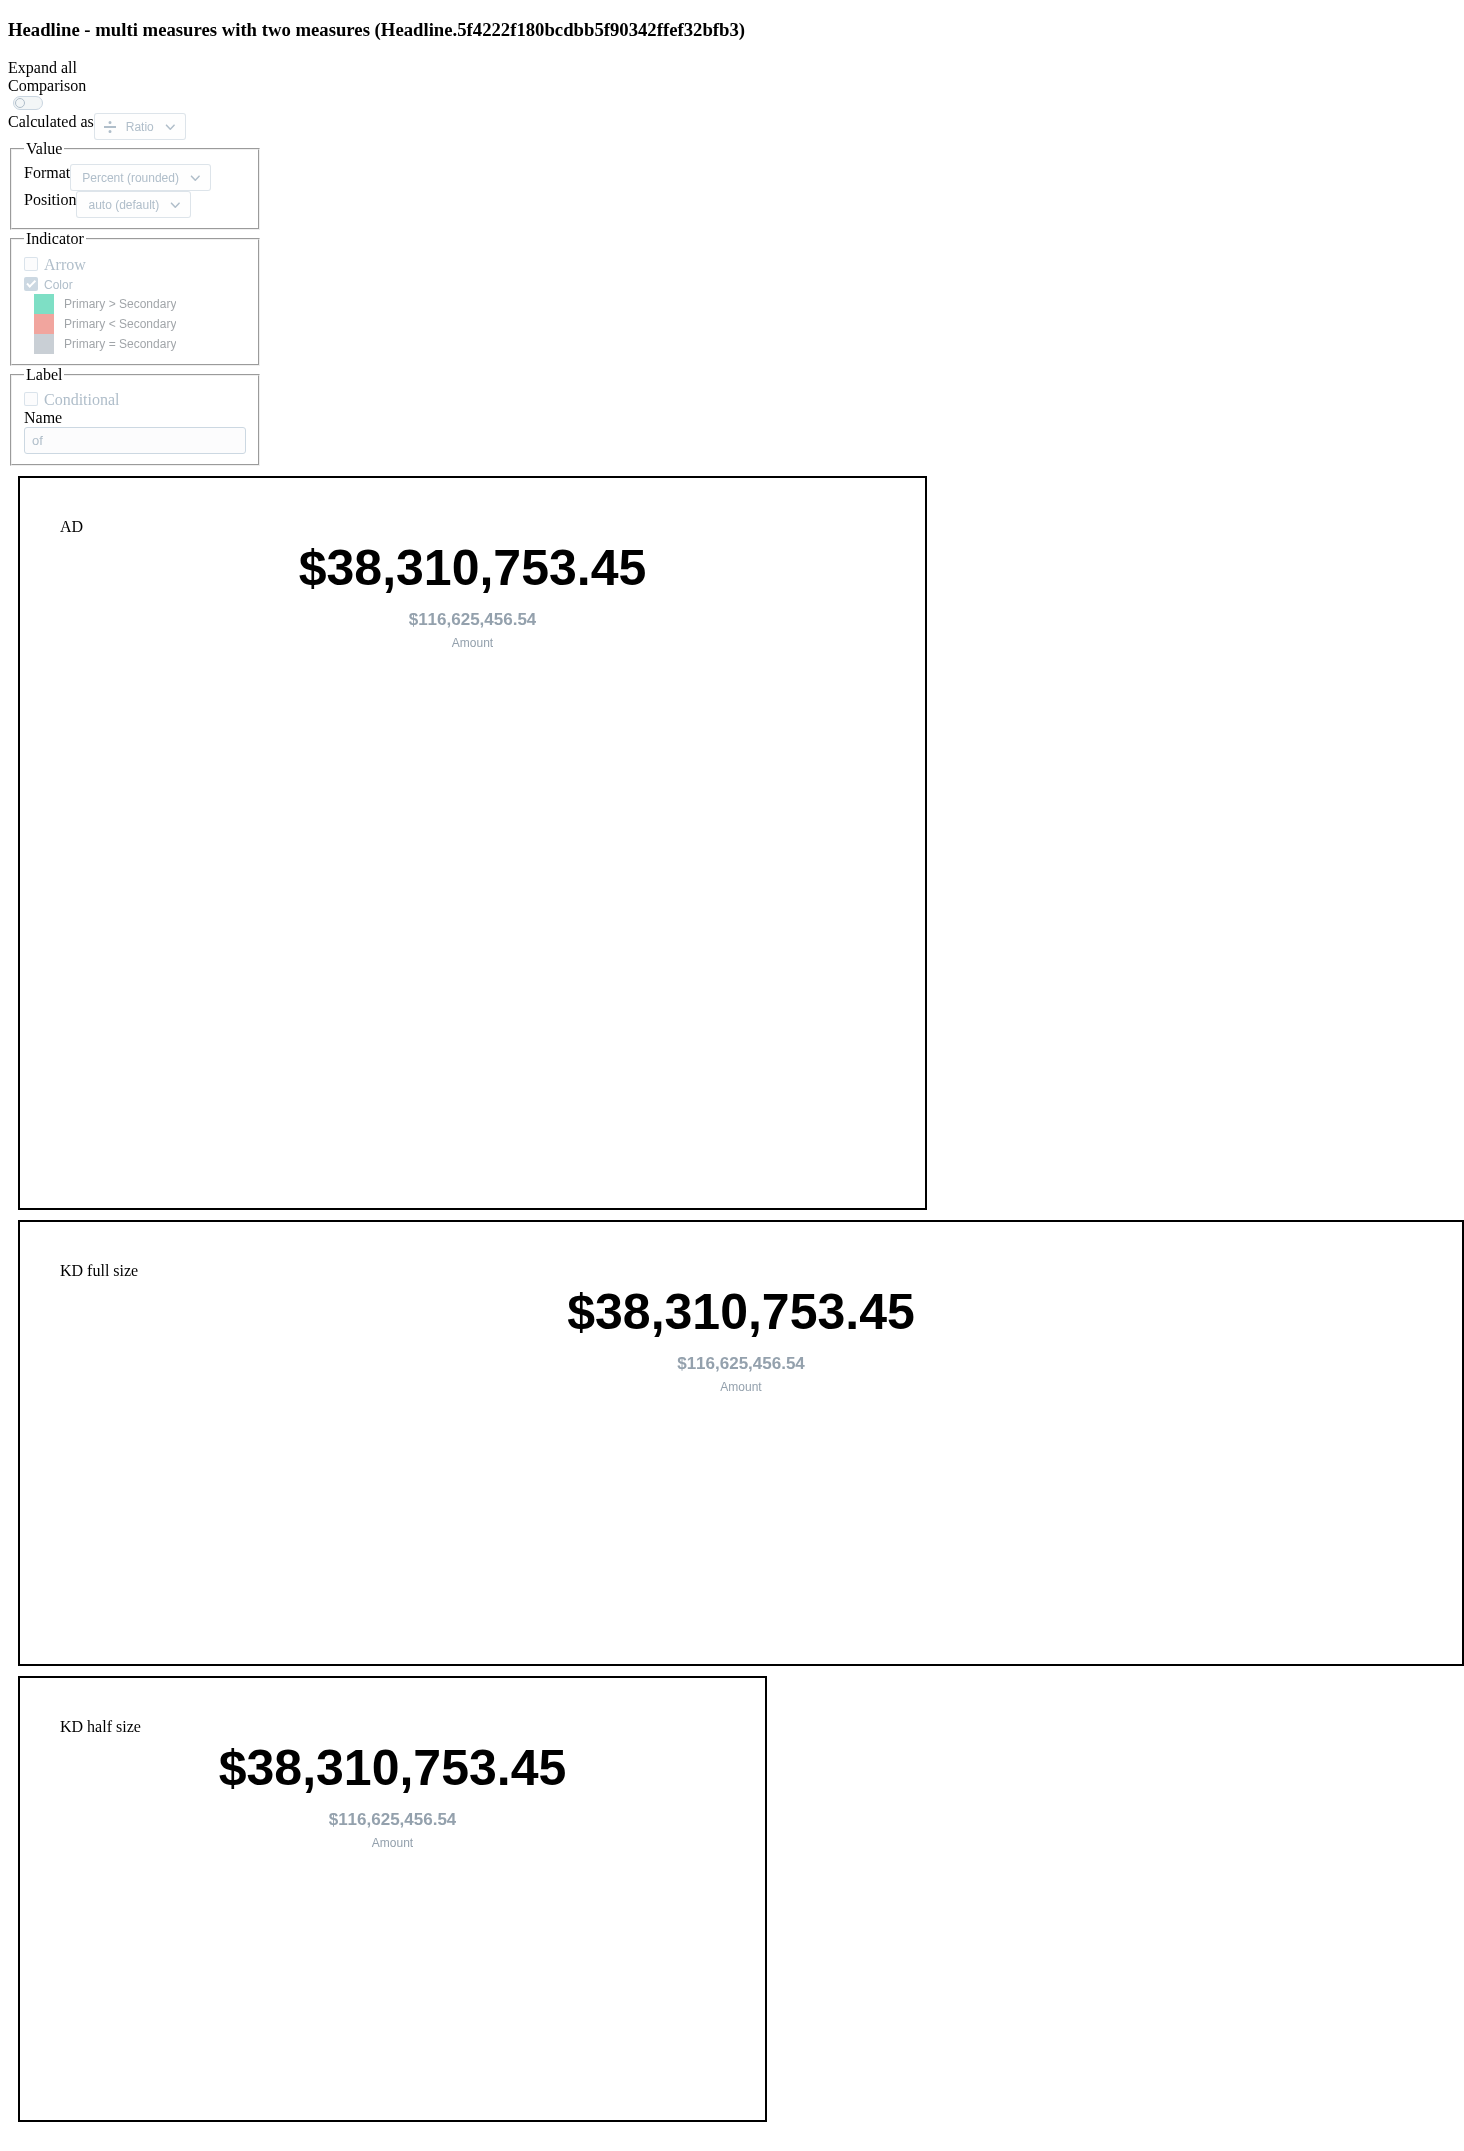 Headline - multi measures with two measures (Headline.5f4222f180bcdbb5f90342ffef32bfb3)
Expand all
Comparison
Calculated as Ratio
Value
Format Percent (rounded)
Position auto (default)
Indicator
Arrow
Color
Primary > Secondary
Primary < Secondary
Primary = Secondary
Label
Conditional
Name
of
AD
$38,310,753.45
$116,625,456.54
Amount
KD full size
$38,310,753.45
$116,625,456.54
Amount
KD half size
$38,310,753.45
$116,625,456.54
Amount